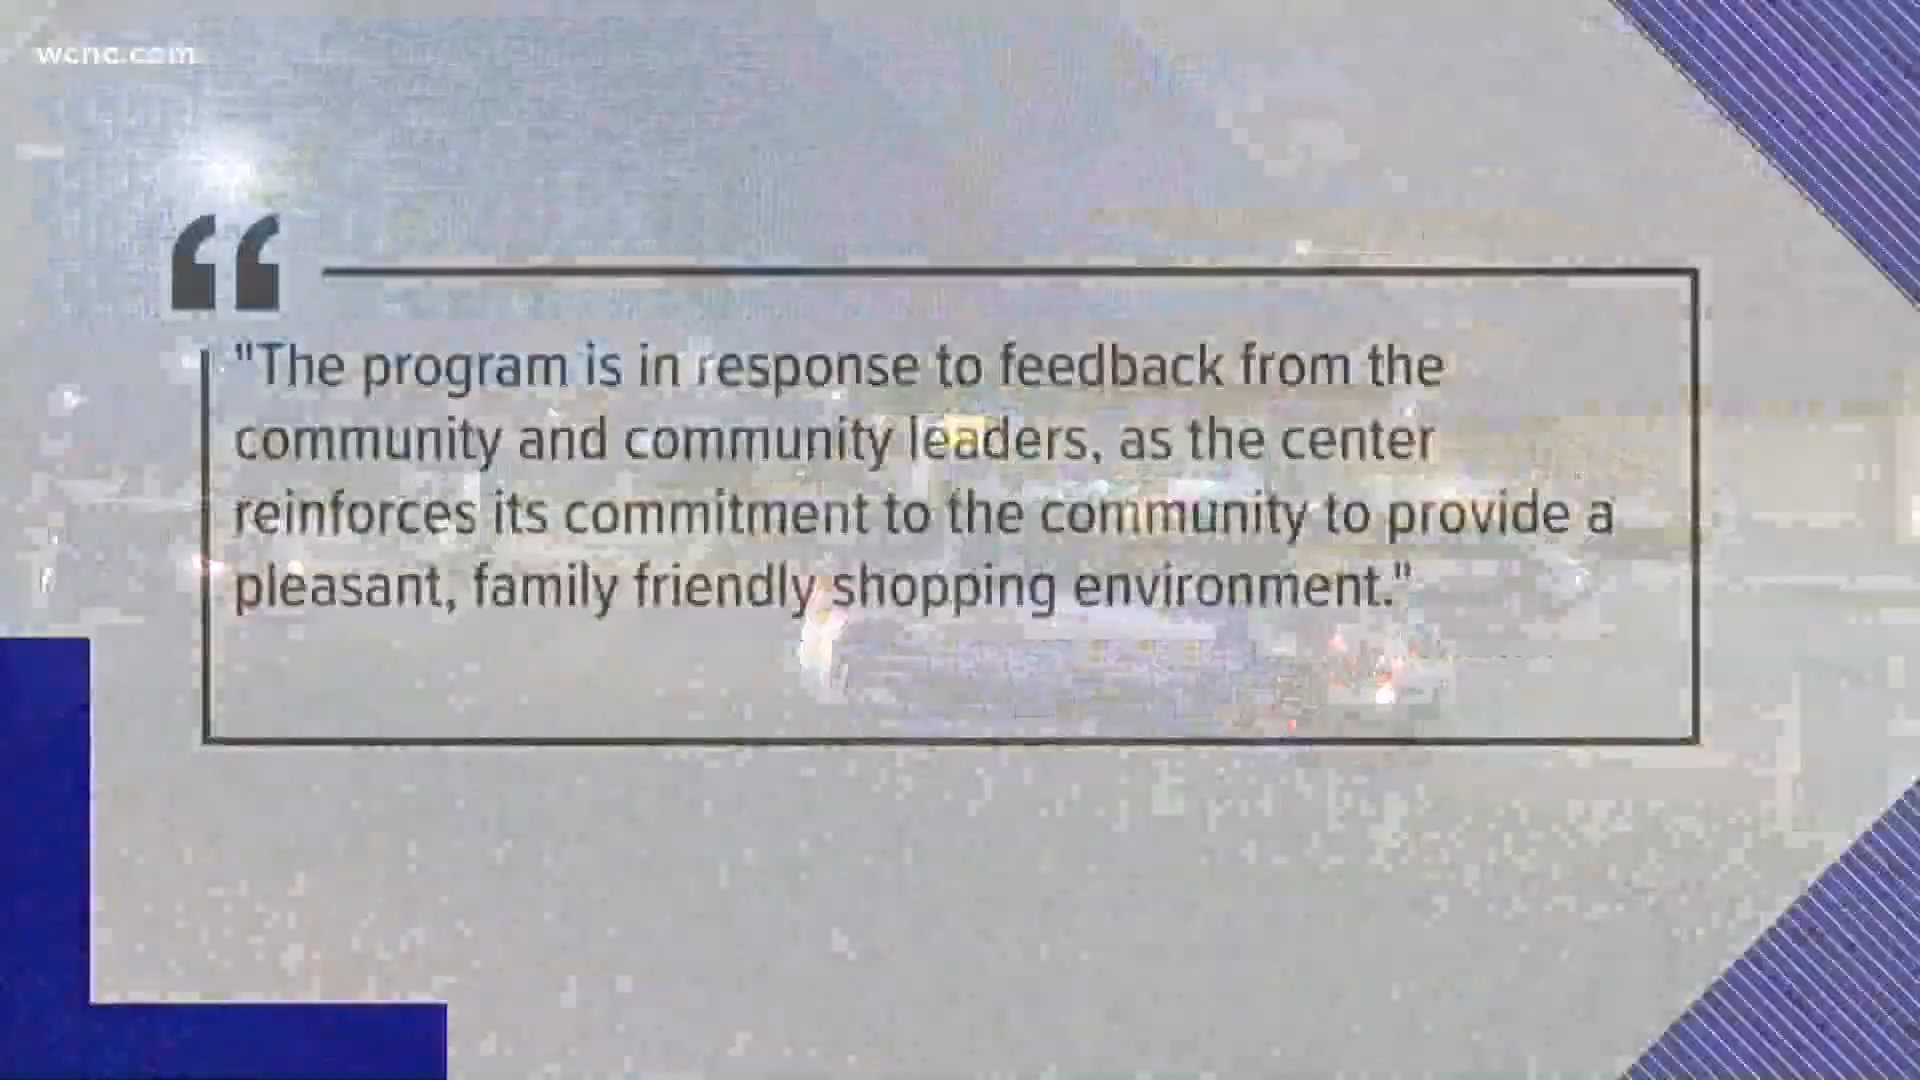 wcnc.com
"The program is in response to feedback from the
community and community leaders, as the center
reinforces its commitment to the community to provide a
pleasant, family friendly shopping environment."